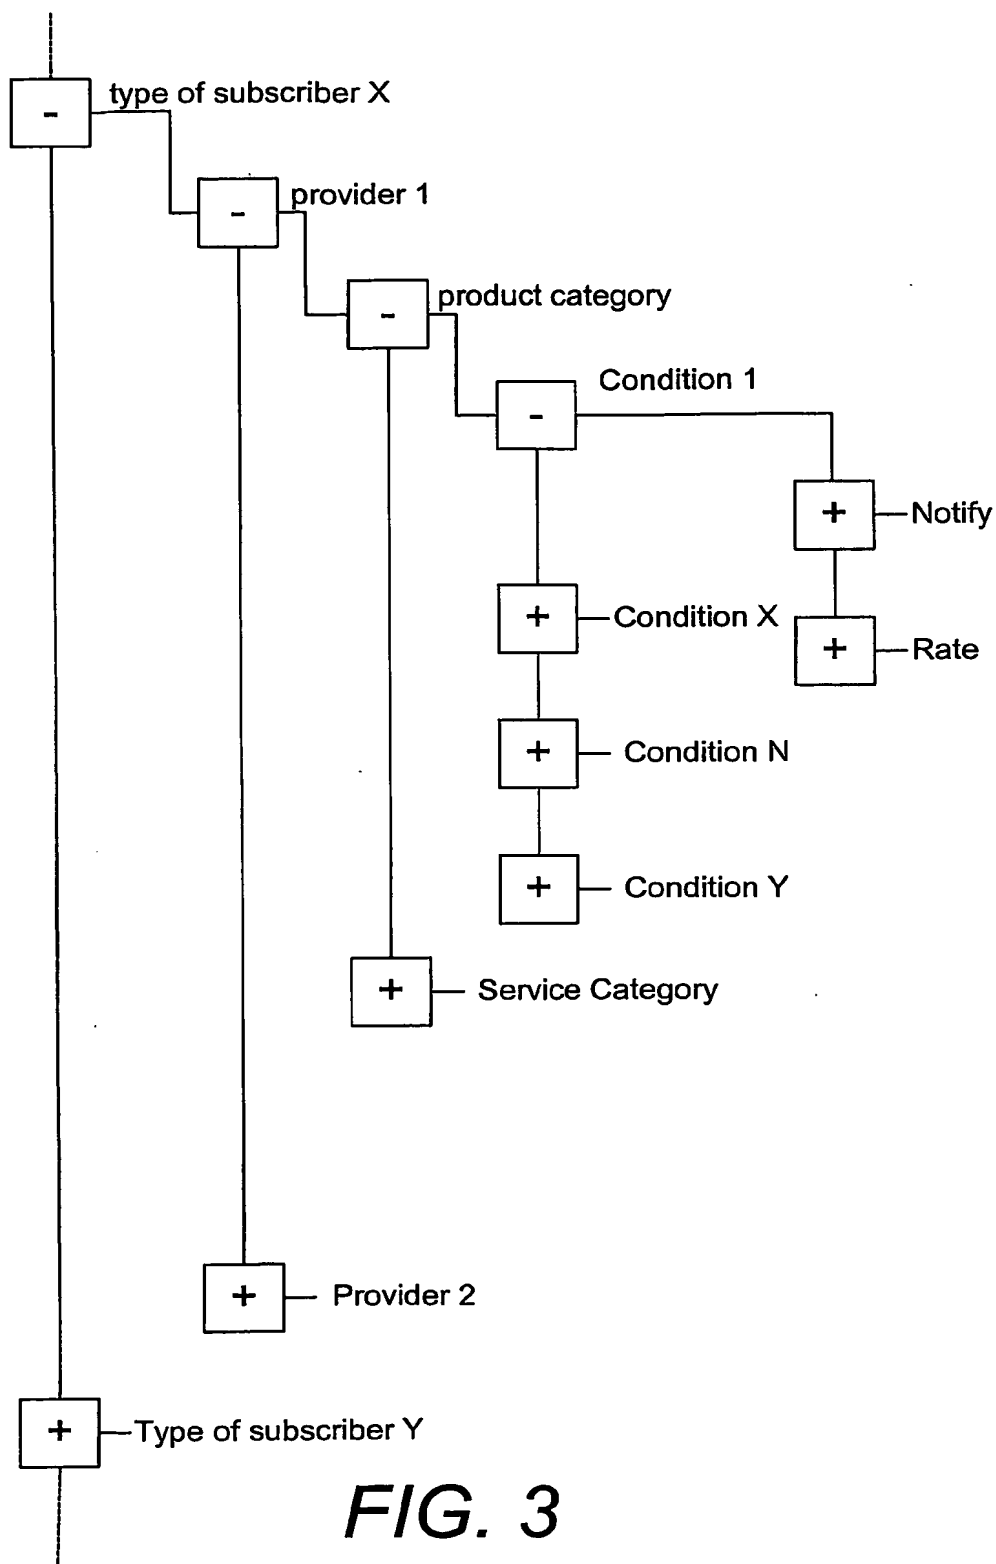 type of subscriber X
-
provider 1
-
product category
-
Condition 1
-
+ Notify
+ Condition X
+ Rate
+ Condition N
+ Condition Y
+ Service Category
+ Provider 2
+ Type of subscriber Y
FIG. 3